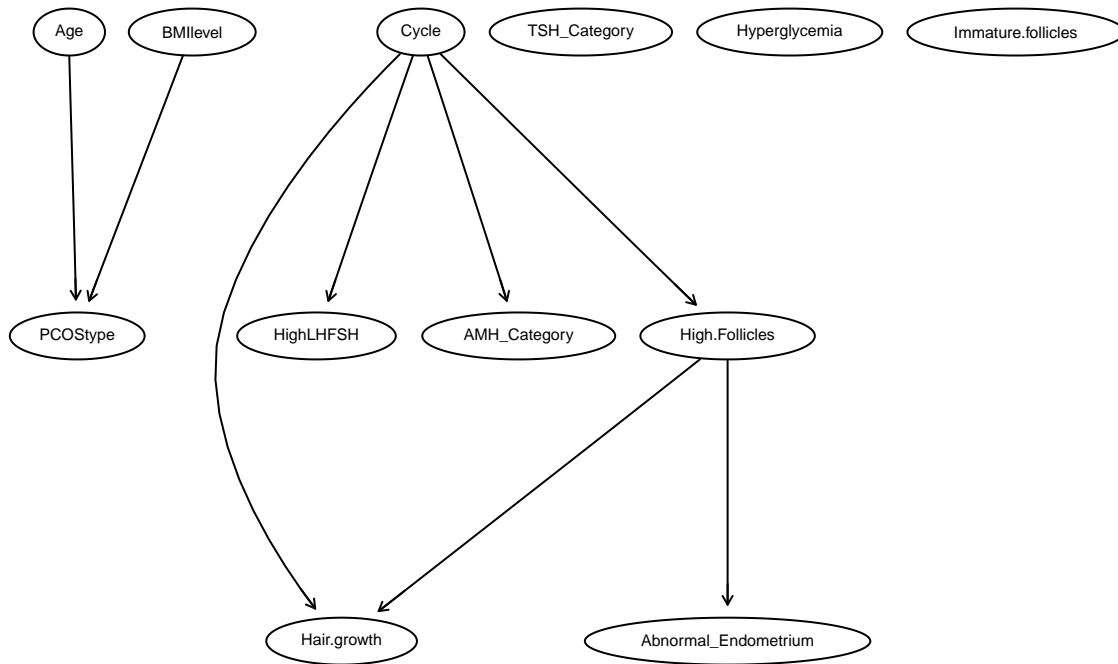 Age
BMIlevel
Cycle
TSH_Category
Hyperglycemia
Immature.follicles
PCOStype
HighLHFSH
AMH_Category
High.Follicles
Hair.growth
Abnormal_Endometrium